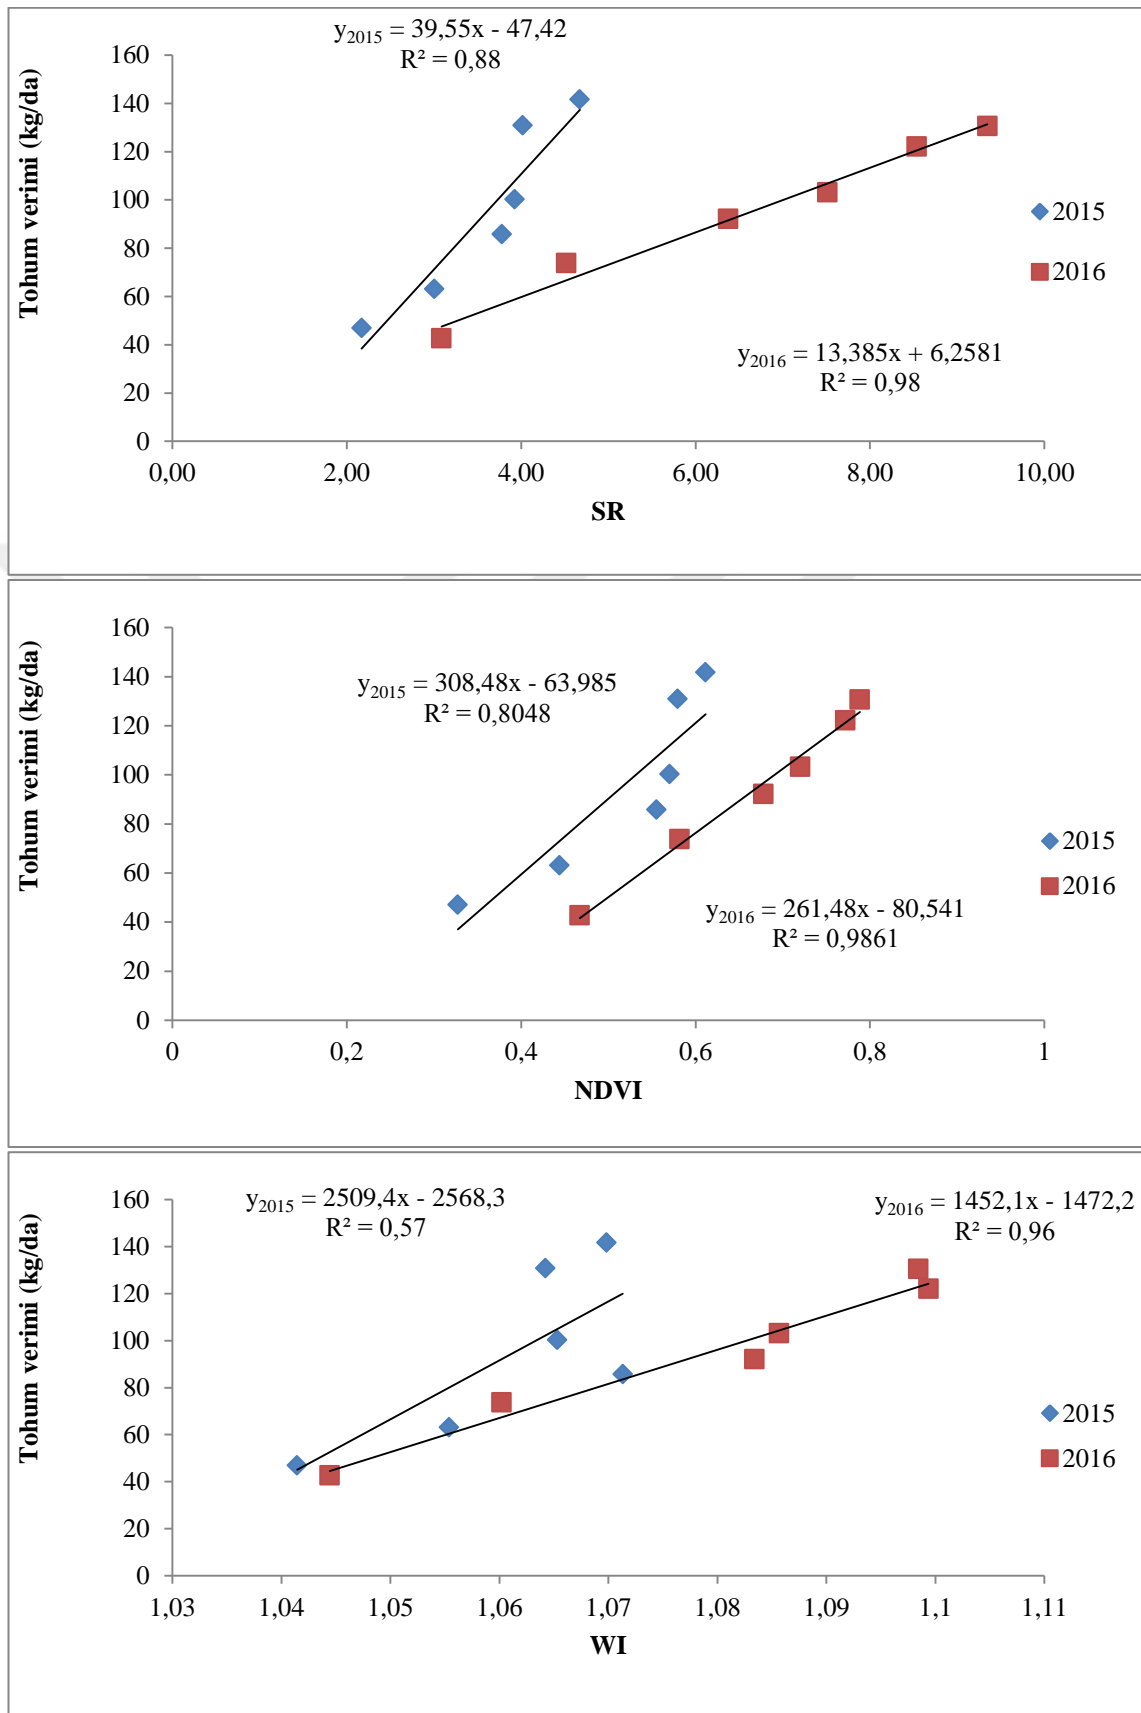 y2015 = 39,55x - 47,42
R² = 0,88
160
140
120
100
80
60
40
20
0
Tohum verimi (kg/da)
2015
2016
y2016 = 13,385x + 6,2581
R² = 0,98
0,00 2,00 4,00 6,00 8,00 10,00
SR
160
140
120
100
80
60
40
20
0
Tohum verimi (kg/da)
y2015 = 308,48x - 63,985
R² = 0,8048
2015
2016
y2016 = 261,48x - 80,541
R² = 0,9861
0 0,2 0,4 0,6 0,8 1
NDVI
y2015 = 2509,4x - 2568,3
R² = 0,57
y2016 = 1452,1x - 1472,2
R² = 0,96
160
140
120
100
80
60
40
20
0
Tohum verimi (kg/da)
2015
2016
1,03 1,04 1,05 1,06 1,07 1,08 1,09 1,1 1,11
WI